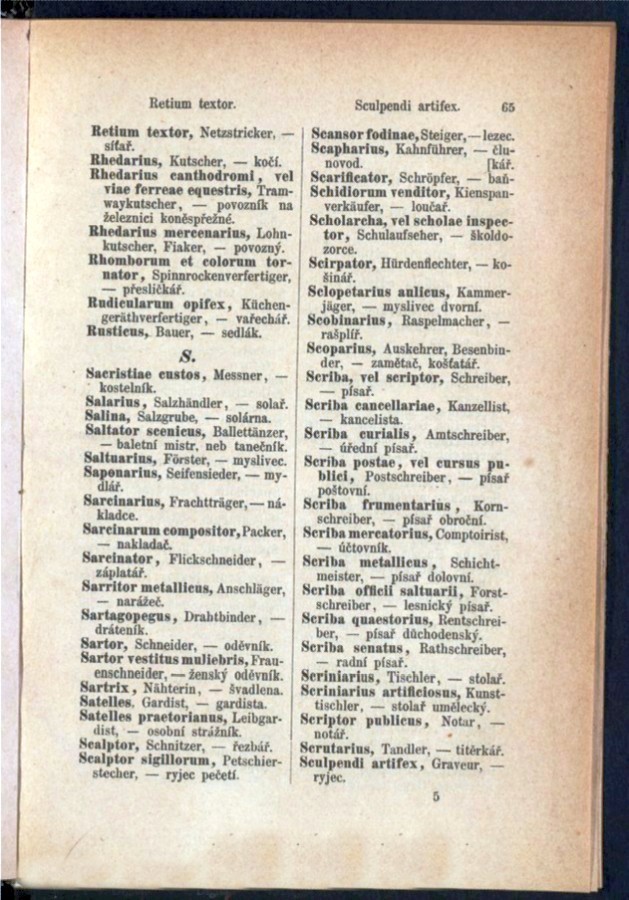 Retium textor.
Sculpendi artifex.
65
Retium textor, Netzstricker, —
síťař.
Rhedarius, Kutscher, — kočí.
Rhedarius canthodromi, vel
viae ferreae equestris, Tram-
waykutscher, — povozník na
železnici koněspřežné.
Rhedarius mercenarius, Lohn-
kutscher, Fiaker, — povozný.
Rhomborum et colorum tor-
nator, Spinnrockenverfertiger,
— přesličkář.
Rudicularum opifex, Küchen-
geräthverfertiger, — vařechář.
Rusticus, Bauer, — sedlák.
S.
Sacristiae custos, Messner, —
kostelník.
Salarius, Salzhändler, — solař.
Salina, Salzgrube, — solárna.
Saltator scenicus, Ballettänzer,
— baletní mistr, neb tanečník.
Saltuarius, Förster, — myslivec.
Saponarius, Seifensieder, — my-
dlář.
Sarcinarius, Frachtträger, — ná-
kladce.
Sarcinarum compositor, Packer,
— nakladač.
Sarcinator, Flickschneider, —
záplatář.
Sarritor metallicus, Anschläger,
— narážeč.
Sartagopegus, Drahtbinder, —
dráteník.
Sartor, Schneider, — oděvník.
Sartor vestitus muliebris, Frau-
enschneider, — ženský oděvník.
Sartrix, Nähterin, — švadlena.
Satelles, Gardist, — gardista.
Satelles praetorianus, Leibgar-
dist, — osobní strážník.
Scalptor, Schnitzer, — řezbář.
Scalptor sigillorum, Petschier-
stecher, — ryjec pečetí.
Scansor fodinae, Steiger, — lezec.
Scapharius, Kahnführer, — člu-
novod. [kář.
Scarificator, Schröpfer, — baň-
Schidiorum venditor, Kienspan-
verkäufer, — loučař.
Scholarcha, vel scholae inspec-
tor, Schulaufseher, — školdo-
zorce.
Scirpator, Hürdenflechter, — ko-
šinář.
Sclopetarius aulicus, Kammer-
jäger, — myslivec dvorní.
Scobinarius, Raspelmacher, —
rašplíř.
Scoparius, Auskehrer, Besenbin-
der, — zametač, košťatář.
Scriba, vel scriptor, Schreiber,
— písař.
Scriba cancellariae, Kanzellist,
— kancelista.
Scriba curialis, Amtschreiber,
— úřední písař.
Scriba postae, vel cursus pu-
blici, Postschreiber, — písař
poštovní.
Scriba frumentarius, Korn-
schreiber, — písař obroční.
Scriba mercatorius, Comptoirist,
— účtovník.
Scriba metallicus, Schicht-
meister, — písař dolovní.
Scriba officii saltuarii, Forst-
schreiber, — lesnický písař.
Scriba quaestorius, Rentschrei-
ber, — písař důchodenský.
Scriba senatus, Rathschreiber,
— radní písař.
Scriniarius, Tischler, — stolař.
Scriniarius artificiosus, Kunst-
tischler, — stolař umělecký.
Scriptor publicus, Notar, —
notář.
Scrutarius, Tandler, — titěrkář.
Sculpendi artifex, Graveur, —
ryjec.
5